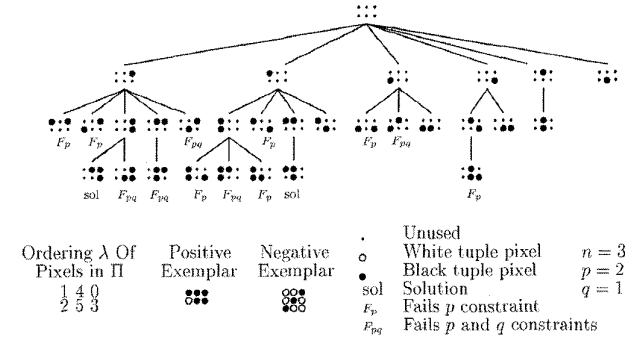 F_p F_p F_pq F_p F_p F_pq
sol F_pq F_pq F_p F_pq F_p sol F_p
Ordering λ Of
Pixels in Π
1 4 0
2 5 3
Positive
Exemplar
Negative
Exemplar
Unused
White tuple pixel n = 3
Black tuple pixel p = 2
sol Solution q = 1
F_p Fails p constraint
F_pq Fails p and q constraints